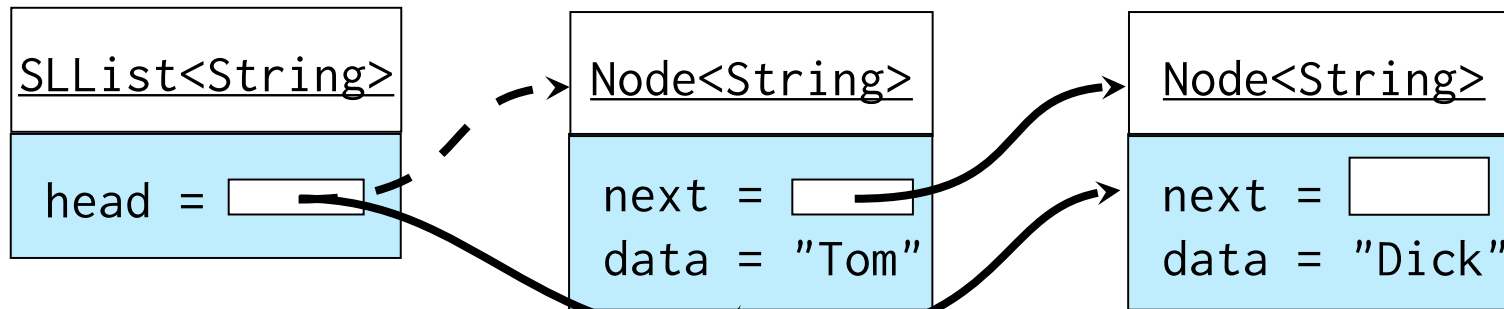 SLList<String>
head =
Node<String>
next =
data = "Tom"
Node<String>
next =
data = "Dick"